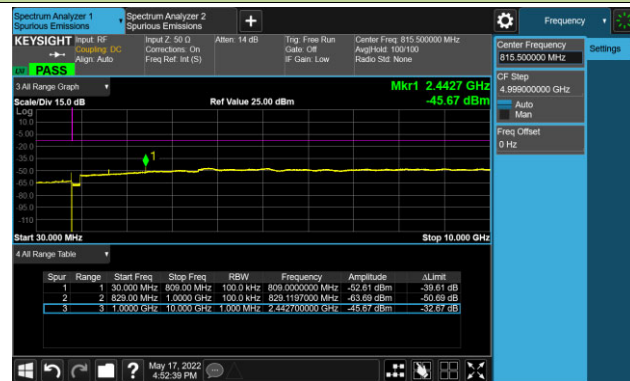 Spectrum Analyzer 1
Spurious Emissions
Spectrum Analyzer 2
Spurious Emissions
+
Frequency
KEYSIGHT
Input: RF
Coupling: DC
Align: Auto
Input Z: 50 Ω
Corrections: On
Freq Ref: Int (S)
Atten: 14 dB
Trig: Free Run
Gate: Off
IF Gain: Low
Center Freq: 815.500000 MHz
Avg|Hold: 100/100
Radio Std: None
PASS
Center Frequency
815.500000 MHz
Settings
CF Step
4.999000000 GHz
Auto
Man
Freq Offset
0 Hz
3 All Range Graph
Mkr1 2.4427 GHz
Scale/Div 15.0 dB
Ref Value 25.00 dBm
-45.67 dBm
Log
10.0
-5.00
-20.0
-35.0
-50.0
-65.0
-80.0
-95.0
-110
1
Start 30.000 MHz
Stop 10.000 GHz
4 All Range Table
Spur Range Start Freq Stop Freq RBW Frequency Amplitude ΔLimit
1 1 30.000 MHz 809.00 MHz 100.0 kHz 809.0000000 MHz -52.61 dBm -39.61 dB
2 2 829.00 MHz 1.0000 GHz 100.0 kHz 829.1197000 MHz -63.69 dBm -50.69 dB
3 3 1.0000 GHz 10.000 GHz 1.000 MHz 2.442700000 GHz -45.67 dBm -32.67 dB
?
May 17, 2022
4:52:39 PM